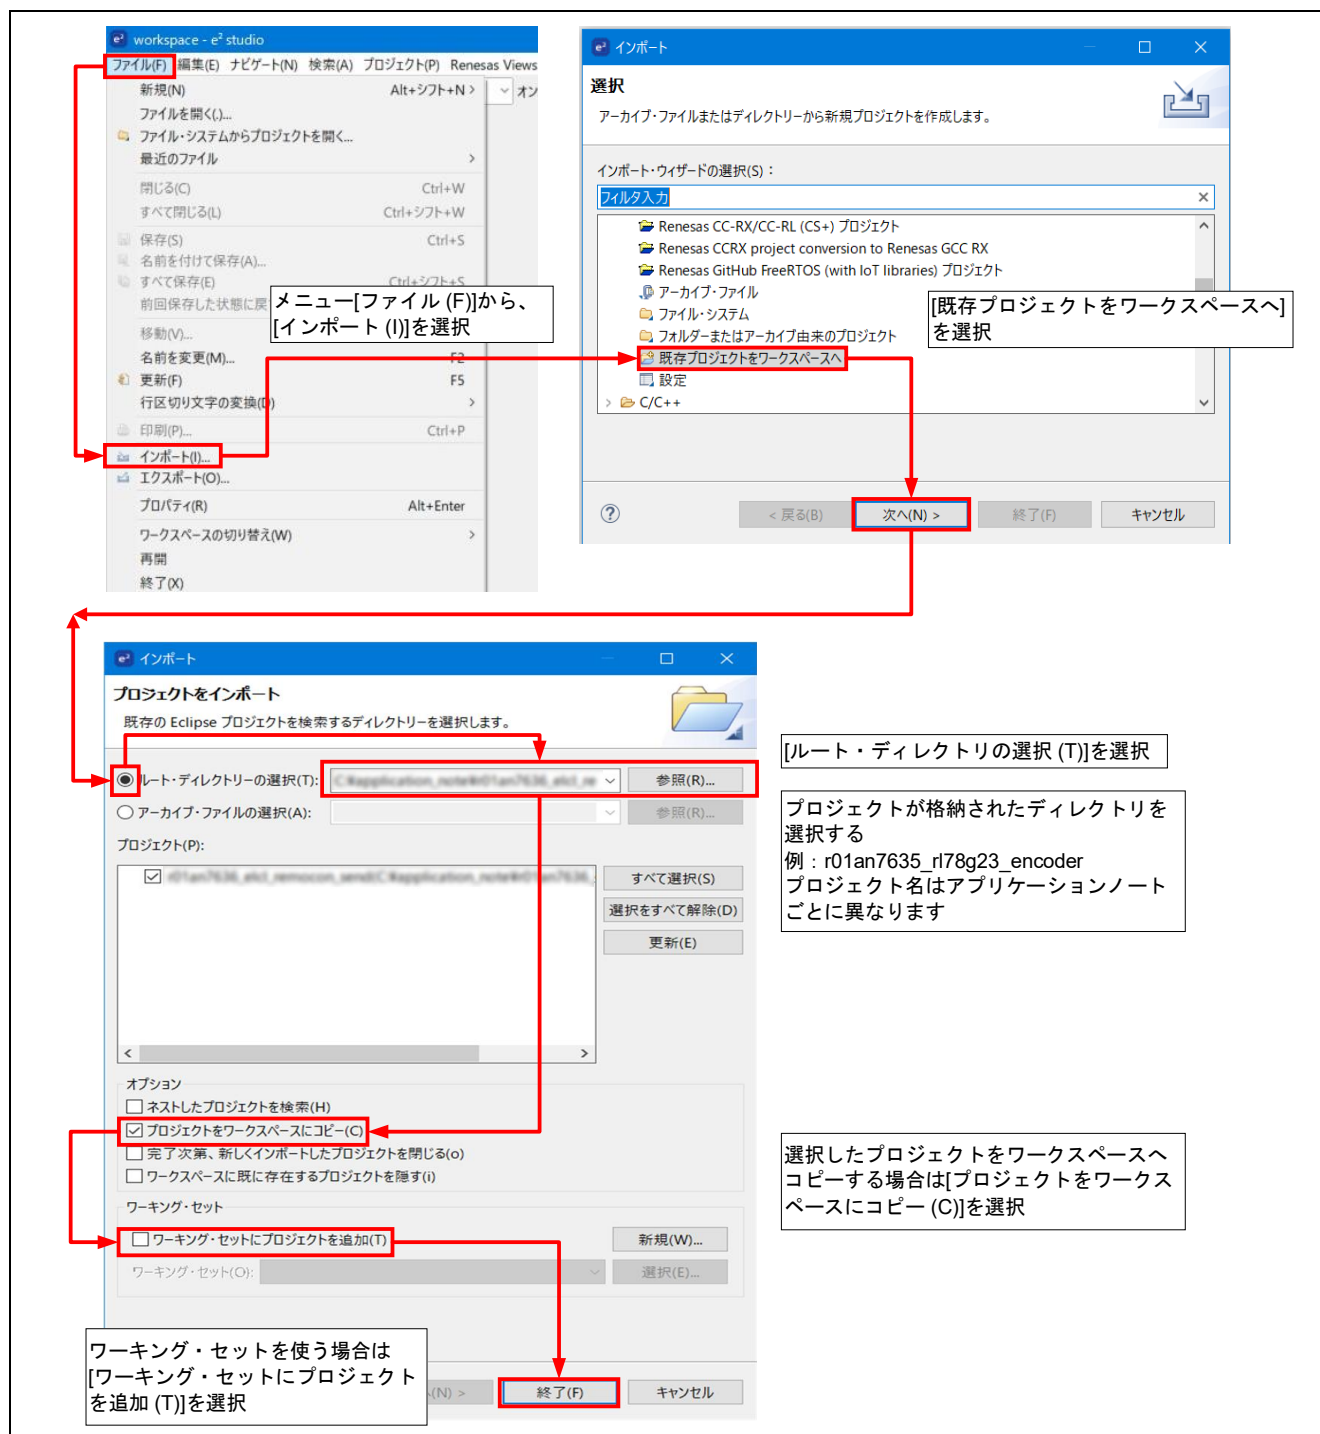 workspace - e² studio
ファイル(F) 編集(E) ナビゲート(N) 検索(A) プロジェクト(P) Renesas Views
新規(N) Alt+シフト+N >
オン
ファイルを開く(.)...
ファイル・システムからプロジェクトを開く...
最近のファイル >
閉じる(C) Ctrl+W
すべて閉じる(L) Ctrl+シフト+W
保存(S) Ctrl+S
名前を付けて保存(A)...
すべて保存(E) Ctrl+シフト+S
前回保存した状態に戻
移動(V)...
名前を変更(M)... F2
更新(F) F5
行区切り文字の変換(D) >
印刷(P)... Ctrl+P
インポート(I)...
エクスポート(O)...
プロパティ(R) Alt+Enter
ワークスペースの切り替え(W) >
再開
終了(X)
メニュー[ファイル (F)]から、
[インポート (I)]を選択
インポート
選択
アーカイブ・ファイルまたはディレクトリーから新規プロジェクトを作成します。
インポート・ウィザードの選択(S)：
フィルタ入力
Renesas CC-RX/CC-RL (CS+) プロジェクト
Renesas CCRX project conversion to Renesas GCC RX
Renesas GitHub FreeRTOS (with IoT libraries) プロジェクト
アーカイブ・ファイル
ファイル・システム
フォルダーまたはアーカイブ由来のプロジェクト
既存プロジェクトをワークスペースへ
設定
> C/C++
[既存プロジェクトをワークスペースへ]
を選択
< 戻る(B) 次へ(N) > 終了(F) キャンセル
インポート
プロジェクトをインポート
既存の Eclipse プロジェクトを検索するディレクトリーを選択します。
ルート・ディレクトリーの選択(T): 参照(R)...
アーカイブ・ファイルの選択(A): 参照(R)...
プロジェクト(P):
すべて選択(S)
選択をすべて解除(D)
更新(E)
オプション
ネストしたプロジェクトを検索(H)
プロジェクトをワークスペースにコピー(C)
完了次第、新しくインポートしたプロジェクトを閉じる(o)
ワークスペースに既に存在するプロジェクトを隠す(i)
ワーキング・セット
ワーキング・セットにプロジェクトを追加(T) 新規(W)...
ワーキング・セット(O): 選択(E)...
(N) > 終了(F) キャンセル
[ルート・ディレクトリの選択 (T)]を選択
プロジェクトが格納されたディレクトリを
選択する
例：r01an7635_rl78g23_encoder
プロジェクト名はアプリケーションノート
ごとに異なります
選択したプロジェクトをワークスペースへ
コピーする場合は[プロジェクトをワークス
ペースにコピー (C)]を選択
ワーキング・セットを使う場合は
[ワーキング・セットにプロジェクト
を追加 (T)]を選択